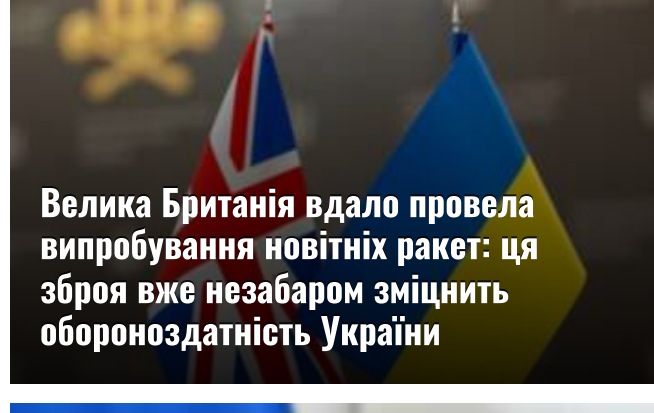 Велика Британія вдало провела
випробування новітніх ракет: ця
зброя вже незабаром зміцнить
обороноздатність України